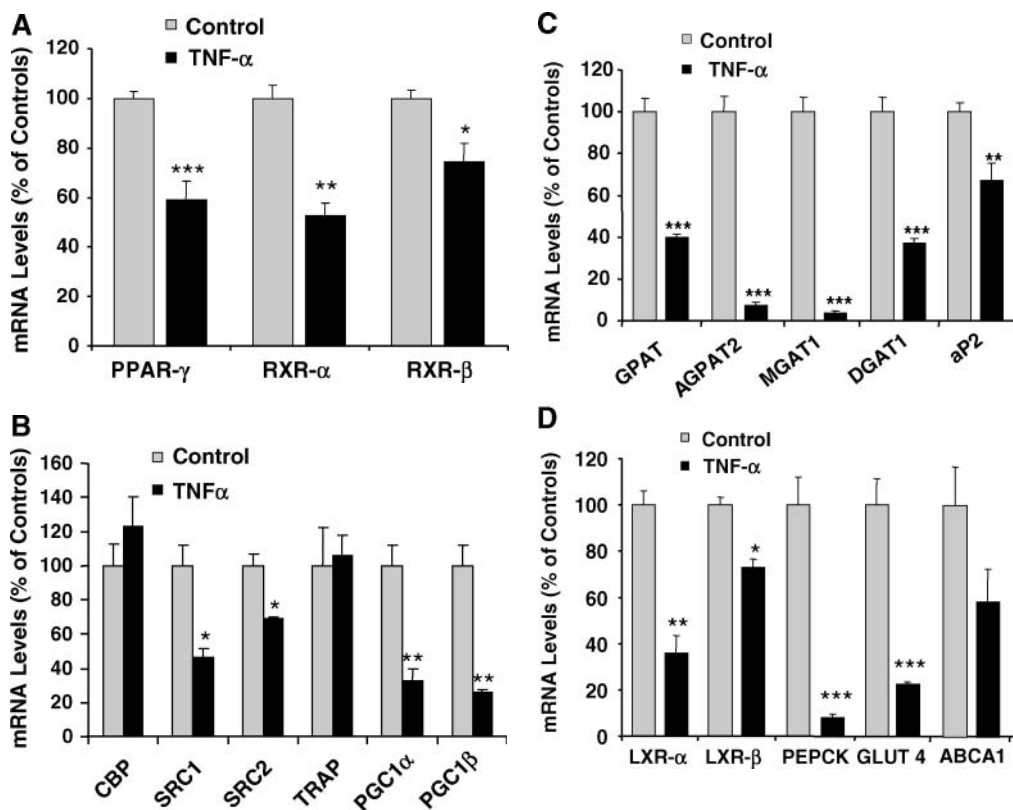 A
Control
TNF-α
mRNA Levels (% of Controls)
120
100
80
60
40
20
0
***
**
*
PPAR-γ RXR-α RXR-β
B
Control
TNFα
mRNA Levels (% of Controls)
160
140
120
100
80
60
40
20
0
*
*
**
**
CBP SRC1 SRC2 TRAP PGC1α PGC1β
C
Control
TNF-α
mRNA Levels (% of Controls)
120
100
80
60
40
20
0
***
***
***
***
**
GPAT AGPAT2 MGAT1 DGAT1 aP2
D
Control
TNF-α
mRNA Levels (% of Controls)
120
100
80
60
40
20
0
**
*
***
***
LXR-α LXR-β PEPCK GLUT 4 ABCA1